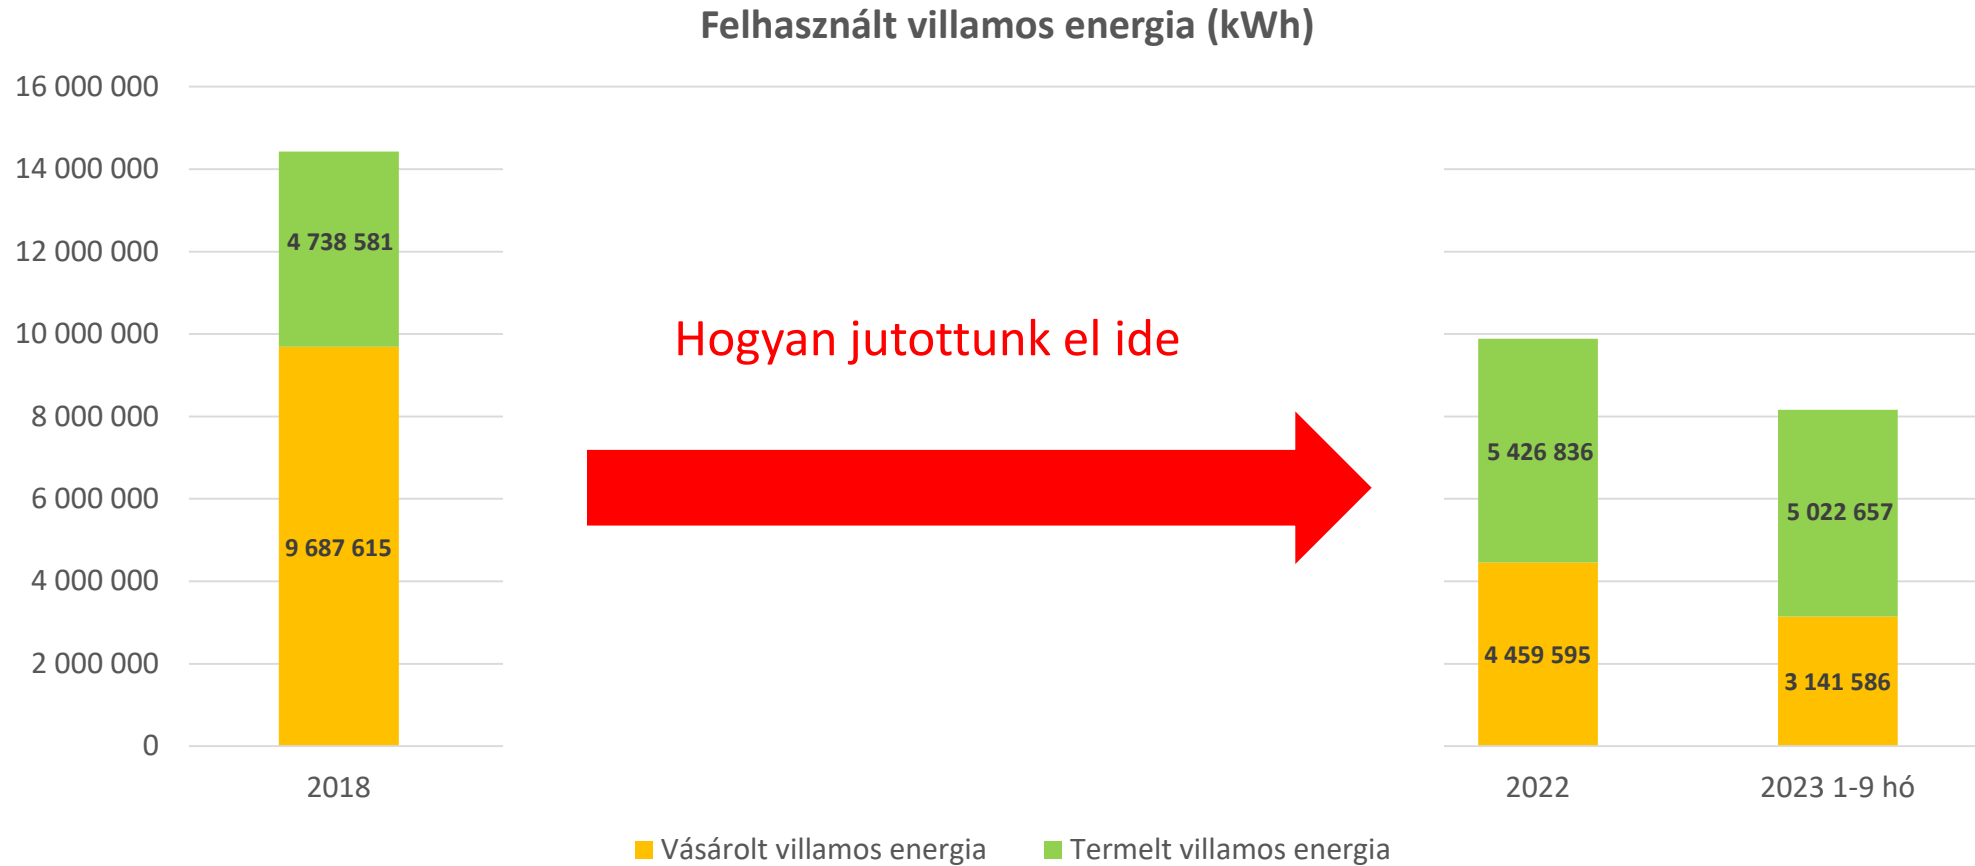 Felhasznált villamos energia (kWh)
16 000 000
14 000 000
12 000 000
10 000 000
8 000 000
6 000 000
4 000 000
2 000 000
0
4 738 581
9 687 615
Hogyan jutottunk el ide
5 426 836
4 459 595
5 022 657
3 141 586
2018
2022
2023 1-9 hó
Vásárolt villamos energia
Termelt villamos energia